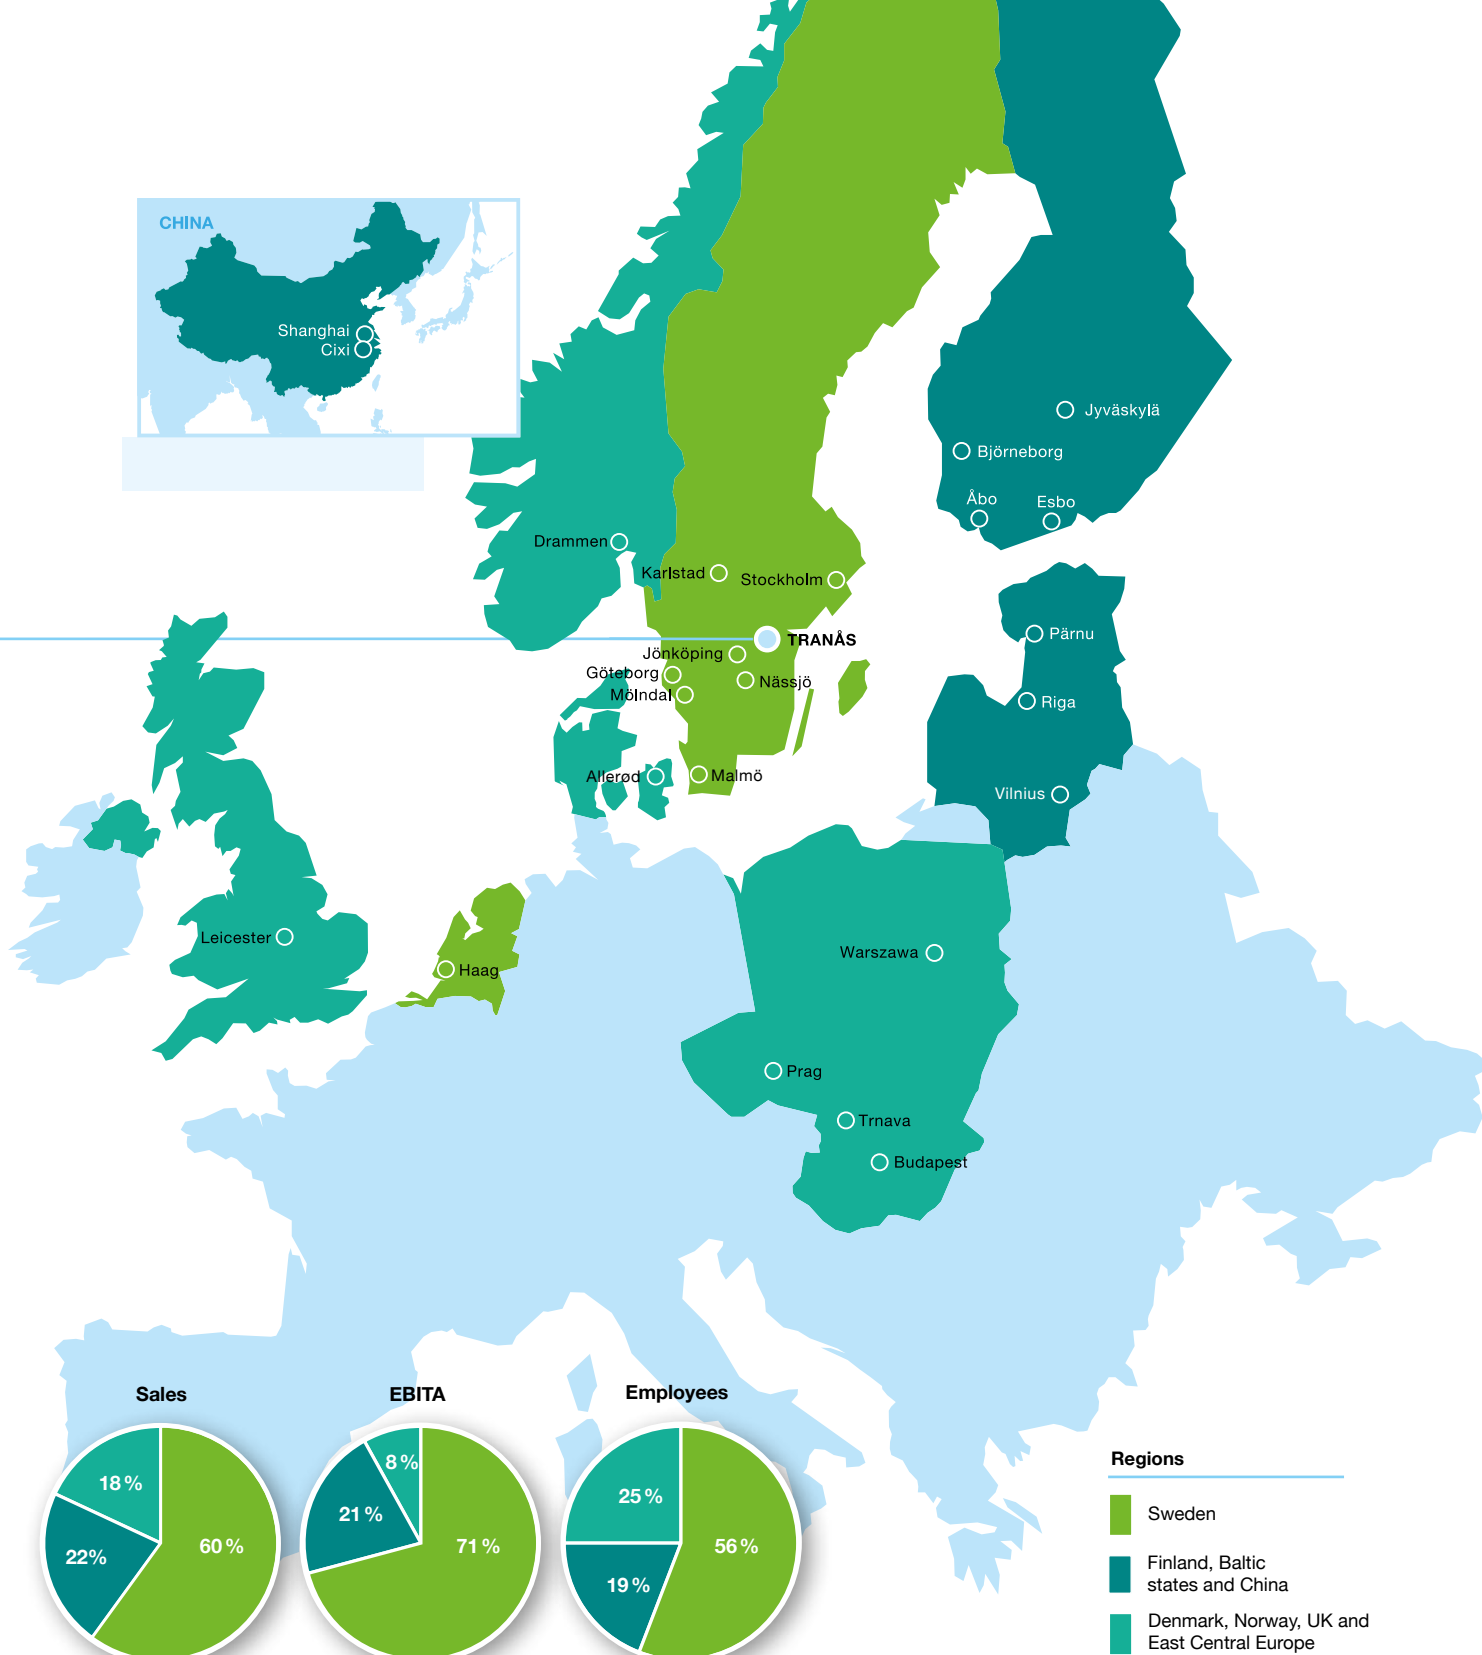 CHINA
Shanghai
Cixi
Jyväskylä
Björneborg
Åbo
Esbo
Drammen
Karlstad
Stockholm
TRANÅS
Pärnu
Jönköping
Göteborg
Nässjö
Mölndal
Riga
Allerød
Malmö
Vilnius
Leicester
Haag
Warszawa
Prag
Trnava
Budapest
Sales
18 %
22%
60 %
EBITA
8 %
21 %
71 %
Employees
25 %
19 %
56 %
Regions
Sweden
Finland, Baltic
states and China
Denmark, Norway, UK and
East Central Europe